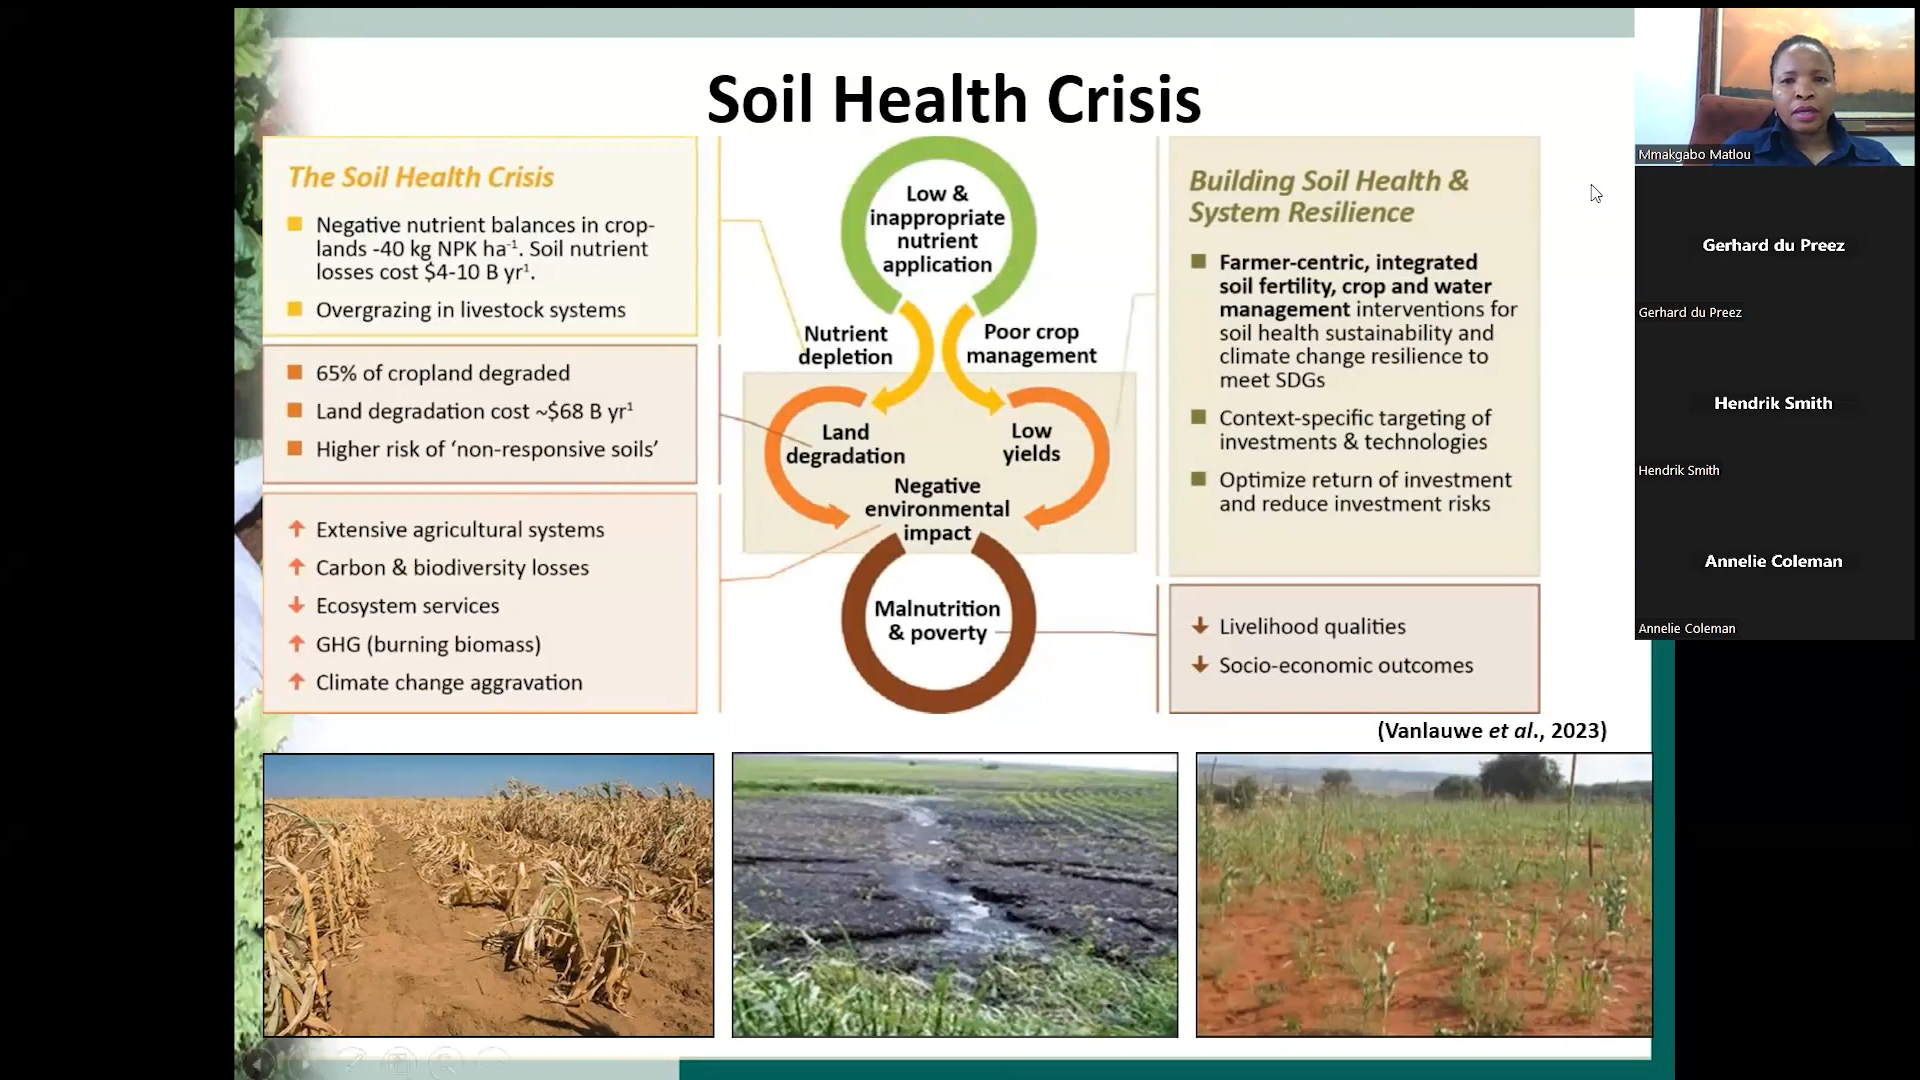 Soil Health Crisis
The Soil Health Crisis
Negative nutrient balances in crop-
lands -40 kg NPK ha-1. Soil nutrient
losses cost $4-10 B yr1.
Overgrazing in livestock systems
65% of cropland degraded
Land degradation cost ~$68 B yr1
Higher risk of ‘non-responsive soils’
Extensive agricultural systems
Carbon & biodiversity losses
Ecosystem services
GHG (burning biomass)
Climate change aggravation
Low &
inappropriate
nutrient
application
Nutrient
depletion
Poor crop
management
Land
degradation
Low
yields
Negative
environmental
impact
Malnutrition
& poverty
Building Soil Health &
System Resilience
Farmer-centric, integrated
soil fertility, crop and water
management interventions for
soil health sustainability and
climate change resilience to
meet SDGs
Context-specific targeting of
investments & technologies
Optimize return of investment
and reduce investment risks
Livelihood qualities
Socio-economic outcomes
(Vanlauwe et al., 2023)
Mmakgabo Matlou
Gerhard du Preez
Gerhard du Preez
Hendrik Smith
Hendrik Smith
Annelie Coleman
Annelie Coleman